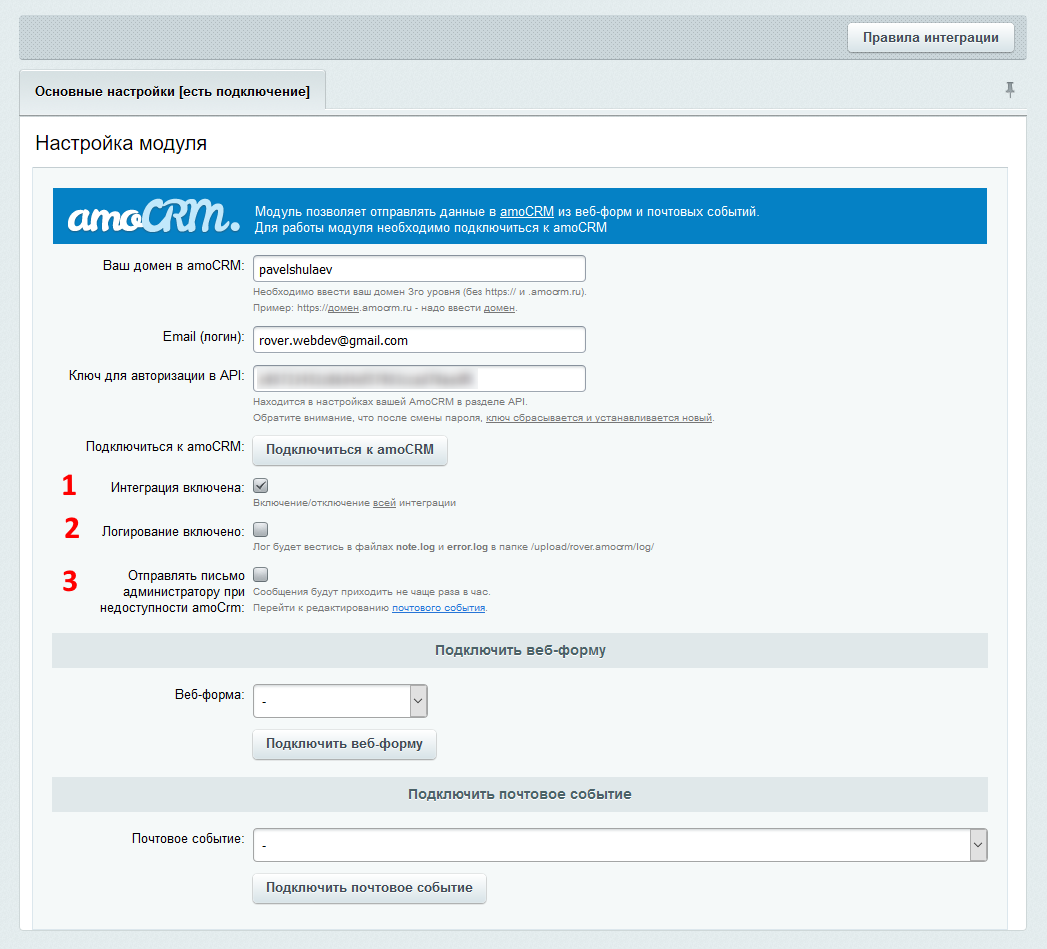 Правила интеграции
Основные настройки [есть подключение]
Настройка модуля
amoCRM.
Модуль позволяет отправлять данные в amoCRM из веб-форм и почтовых событий.
Для работы модуля необходимо подключиться к amoCRM
Ваш домен в amoCRM: pavelshulaev
Необходимо ввести ваш домен 3го уровня (без https:// и .amocrm.ru).
Пример: https://домен.amocrm.ru - надо ввести домен.
Email (логин): rover.webdev@gmail.com
Ключ для авторизации в API:
Находится в настройках вашей AmoCRM в разделе API.
Обратите внимание, что после смены пароля, ключ сбрасывается и устанавливается новый.
Подключиться к amoCRM: Подключиться к amoCRM
1 Интеграция включена:
Включение/отключение всей интеграции
2 Логирование включено:
Лог будет вестись в файлах note.log и error.log в папке /upload/rover.amocrm/log/
3 Отправлять письмо
администратору при
недоступности amoCrm:
Сообщения будут приходить не чаще раза в час.
Перейти к редактированию почтового события.
Подключить веб-форму
Веб-форма: -
Подключить веб-форму
Подключить почтовое событие
Почтовое событие: -
Подключить почтовое событие